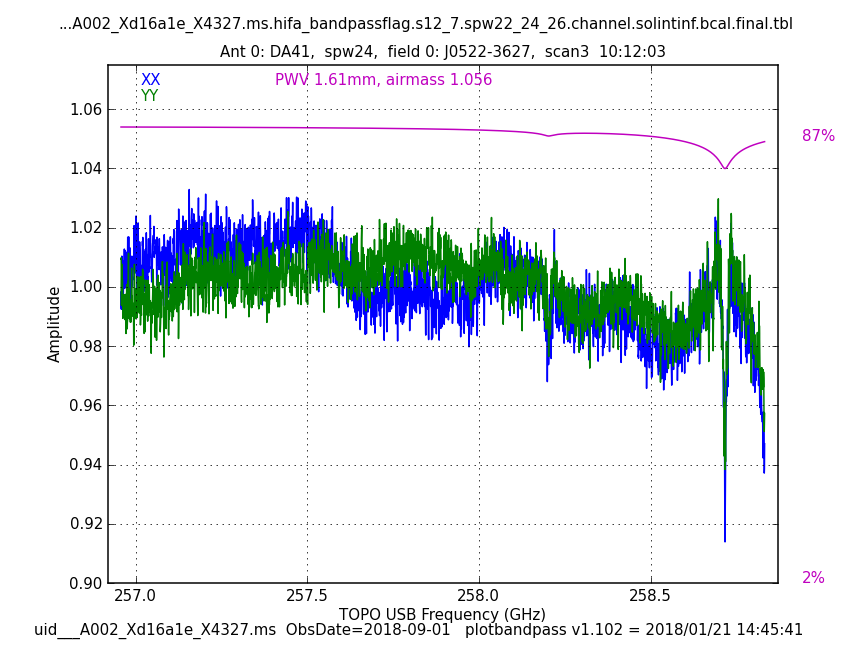 ...A002_Xd16a1e_X4327.ms.hifa_bandpassflag.s12_7.spw22_24_26.channel.solintinf.bcal.final.tbl
Ant 0: DA41,  spw24,  field 0: J0522-3627,  scan3  10:12:03
XX
PWV 1.61mm, airmass 1.056
YY
1.06
87%
1.04
1.02
1.00
Amplitude
0.98
0.96
0.94
0.92
0.90
2%
257.0
257.5
258.0
258.5
TOPO USB Frequency (GHz)
uid___A002_Xd16a1e_X4327.ms  ObsDate=2018-09-01   plotbandpass v1.102 = 2018/01/21 14:45:41